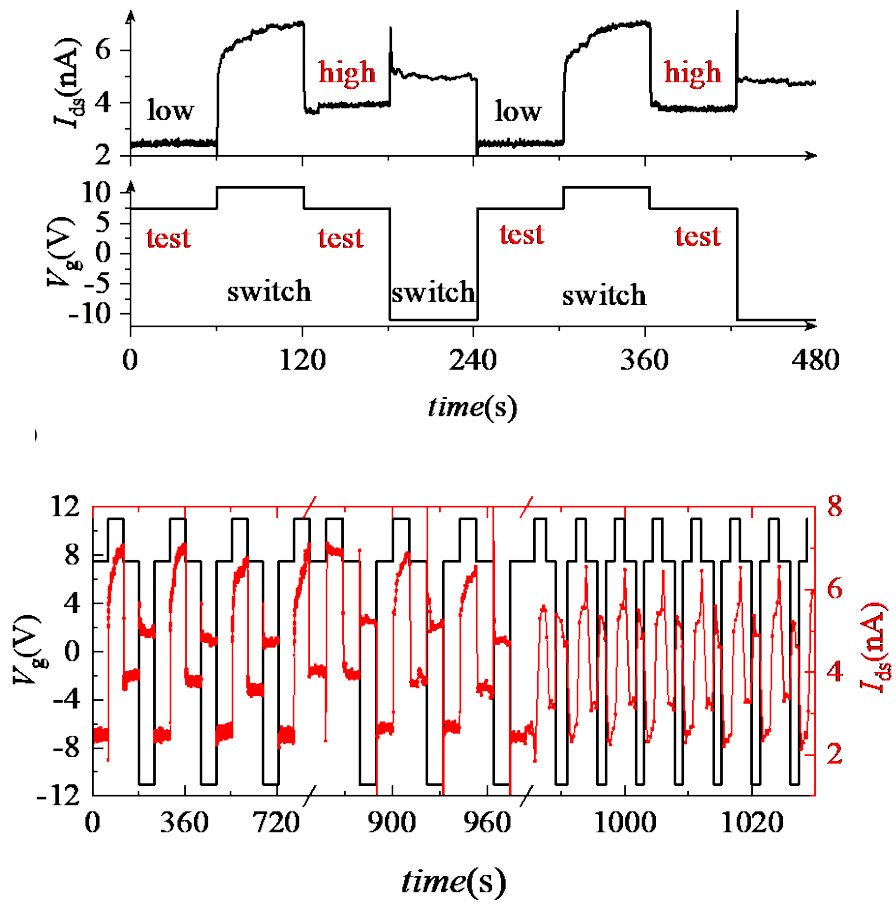 I_ds(nA)
6
4
2
low
high
low
high
V_g(V)
10
5
0
-5
-10
test
test
test
test
switch
switch
switch
0
120
240
360
480
time(s)
)
V_g(V)
12
8
4
0
-4
-8
-12
8
6
4
2
I_ds(nA)
0
360
720
900
960
1000
1020
time(s)